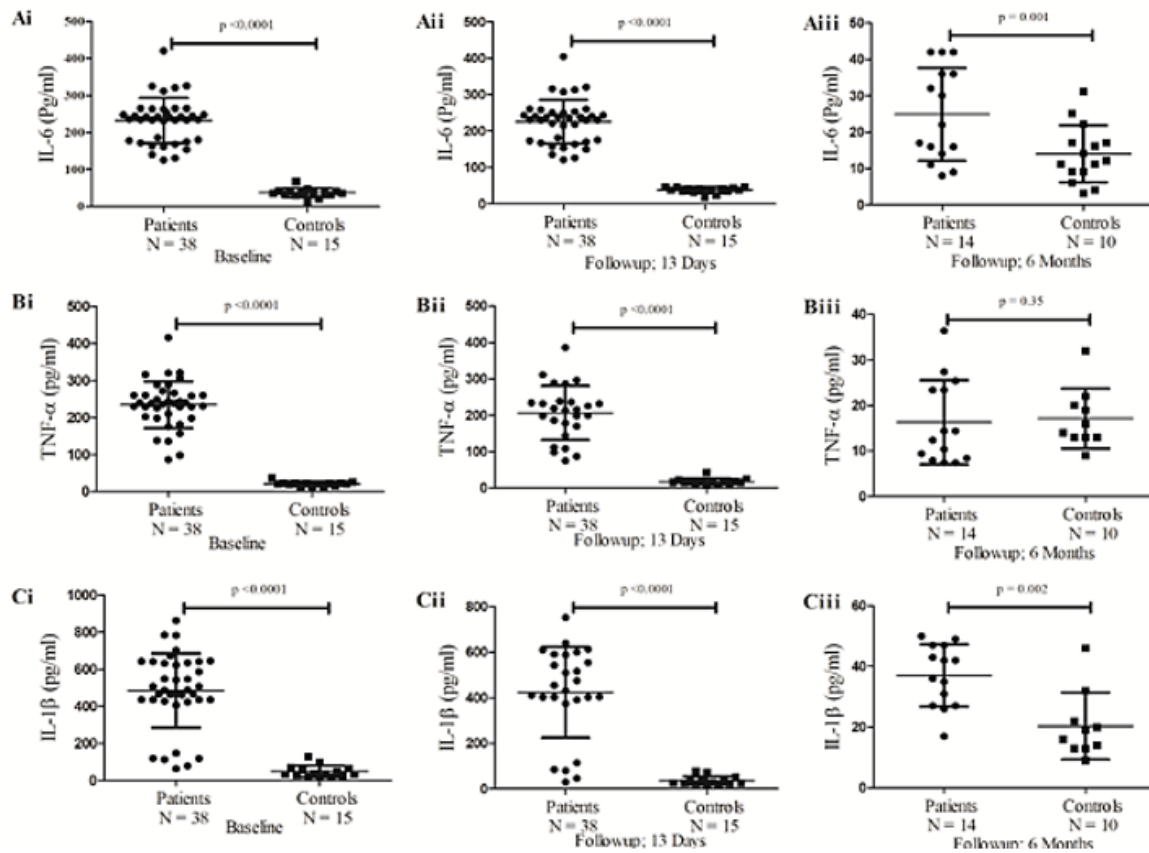 Ai
p <0.0001
IL-6 (Pg/ml)
500
400
300
200
100
0
Patients
N = 38
Controls
N = 15
Baseline
Aii
p <0.0001
IL-6 (Pg/ml)
500
400
300
200
100
0
Patients
N = 38
Controls
N = 15
Followup; 13 Days
Aiii
p = 0.001
IL-6 (Pg/ml)
50
40
30
20
10
0
Patients
N = 14
Controls
N = 10
Followup; 6 Months
Bi
p <0.0001
TNF-α (pg/ml)
500
400
300
200
100
0
Patients
N = 38
Controls
N = 15
Baseline
Bii
p <0.0001
TNF-α (pg/ml)
500
400
300
200
100
0
Patients
N = 38
Controls
N = 15
Followup; 13 Days
Biii
p = 0.35
TNF-α (pg/ml)
40
30
20
10
0
Patients
N = 14
Controls
N = 10
Followup; 6 Months
Ci
p <0.0001
IL-1β (pg/ml)
1000
800
600
400
200
0
Patients
N = 38
Controls
N = 15
Baseline
Cii
p <0.0001
IL-1β (pg/ml)
800
600
400
200
0
Patients
N = 38
Controls
N = 15
Followup; 13 Days
Ciii
p = 0.002
IL-1β (pg/ml)
60
40
20
0
Patients
N = 14
Controls
N = 10
Followup; 6 Months